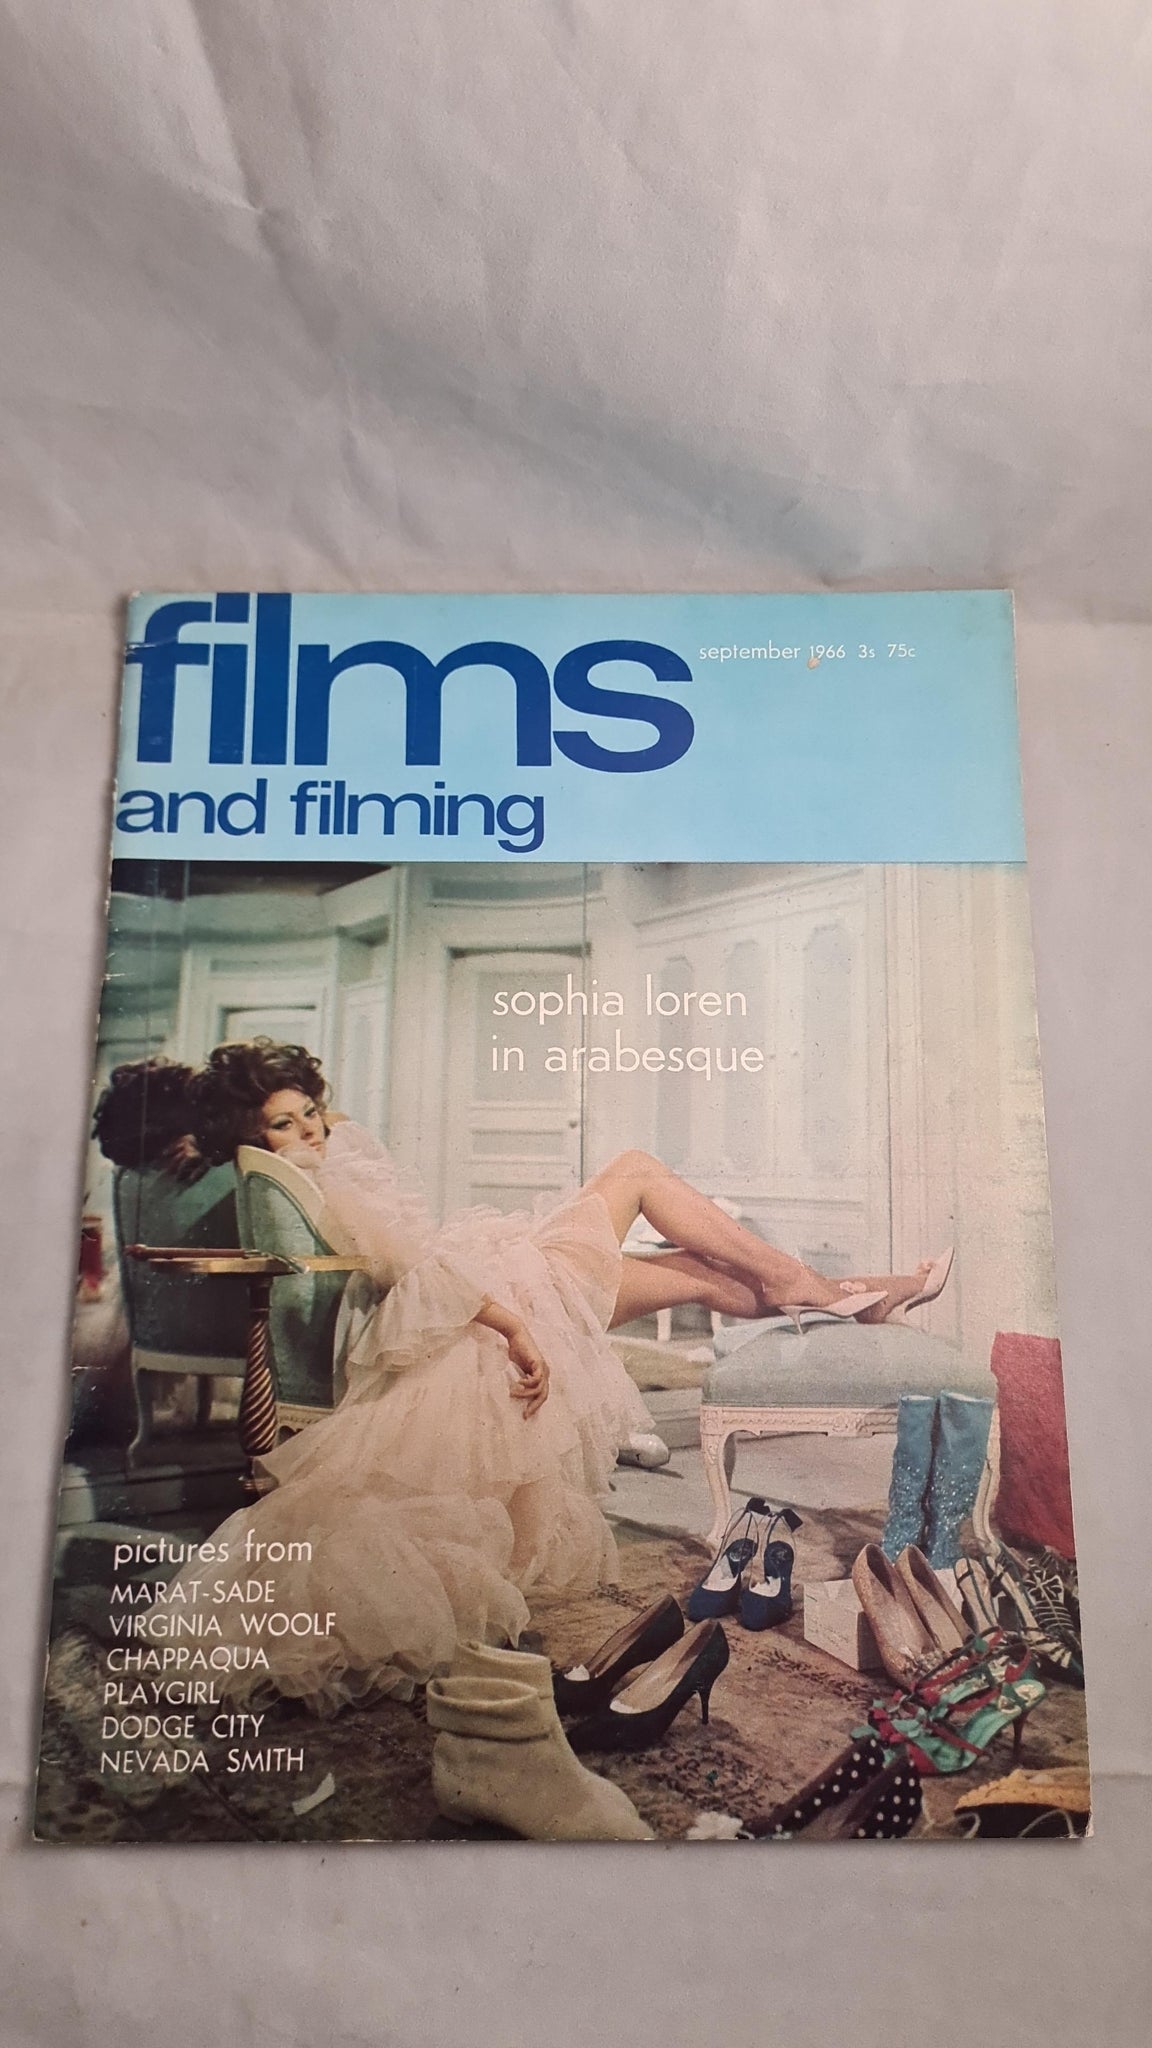 films
and filming
september 1966 3s 75c
sophia loren
in arabesque
pictures from
MARAT-SADE
VIRGINIA WOOLF
CHAPPAQUA
PLAYGIRL
DODGE CITY
NEVADA SMITH